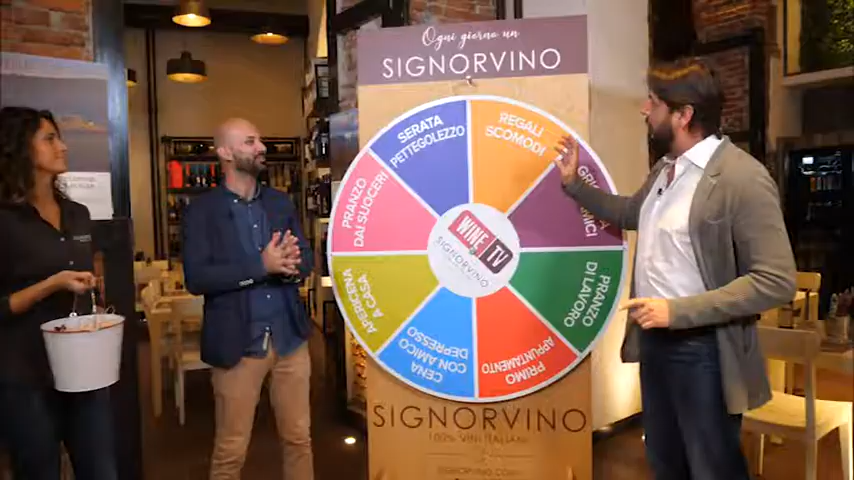 Ogni giorno un
SIGNORVINO
SERATA
PETTEGOLEZZO
REGALI
SCOMODI
PRANZO
DAI SUOCERI
WINE TV
SIGNORVINO
APERICENA
A CASA
PRANZO
DI LAVORO
CENA
CON AMICO
DEPRESSO
PRIMO
APPUNTAMENTO
SIGNORVINO
100% VINI ITALIANI